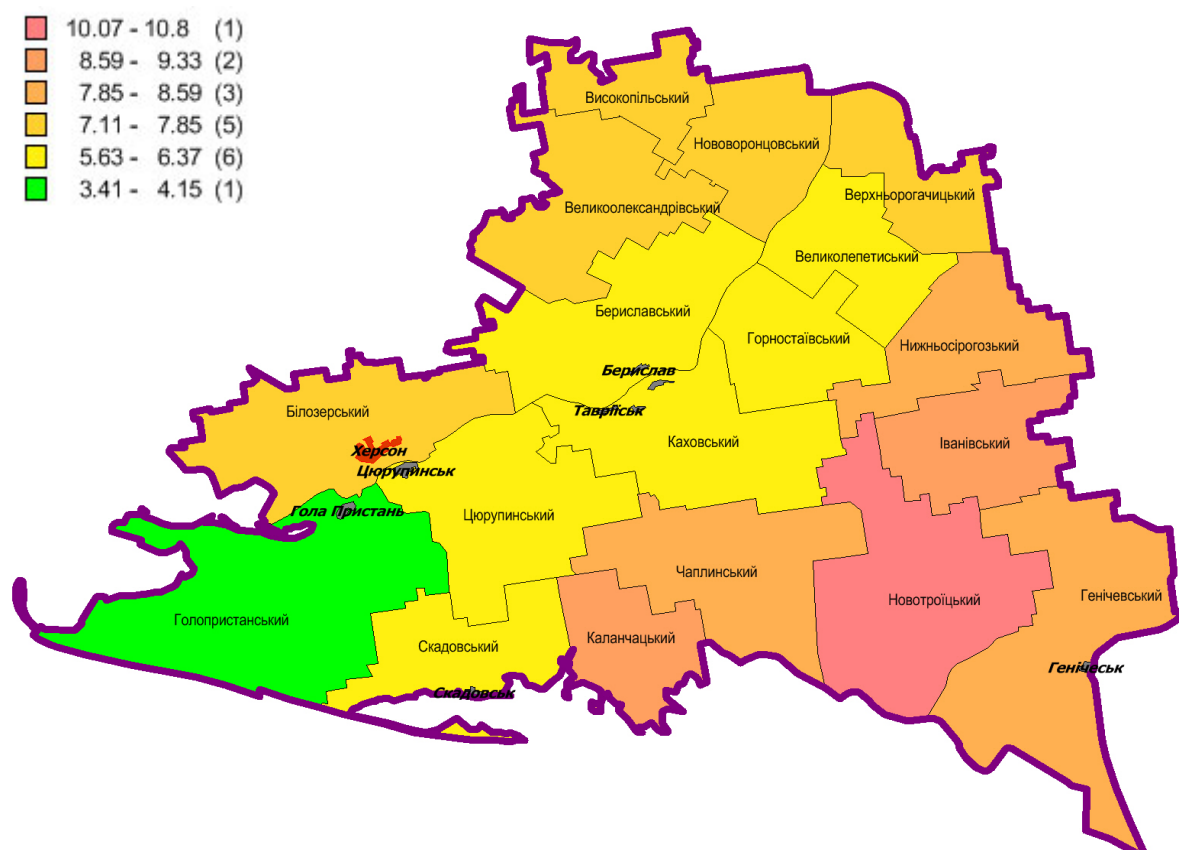 10.07 - 10.8 (1)
8.59 - 9.33 (2)
7.85 - 8.59 (3)
7.11 - 7.85 (5)
5.63 - 6.37 (6)
3.41 - 4.15 (1)
Високопільський
Нововоронцовський
Верхньорогачицький
Великоолександрівський
Великолепетиський
Бериславський
Горностаївський
Нижньосірогозький
Берислав
Таврійськ
Білозерський
Каховський
Іванівський
Херсон
Цюрупинськ
Гола Пристань
Цюрупинський
Чаплинський
Новотроїцький
Генічевський
Голопристанський
Каланчацький
Скадовський
Генічеськ
Скадовськ